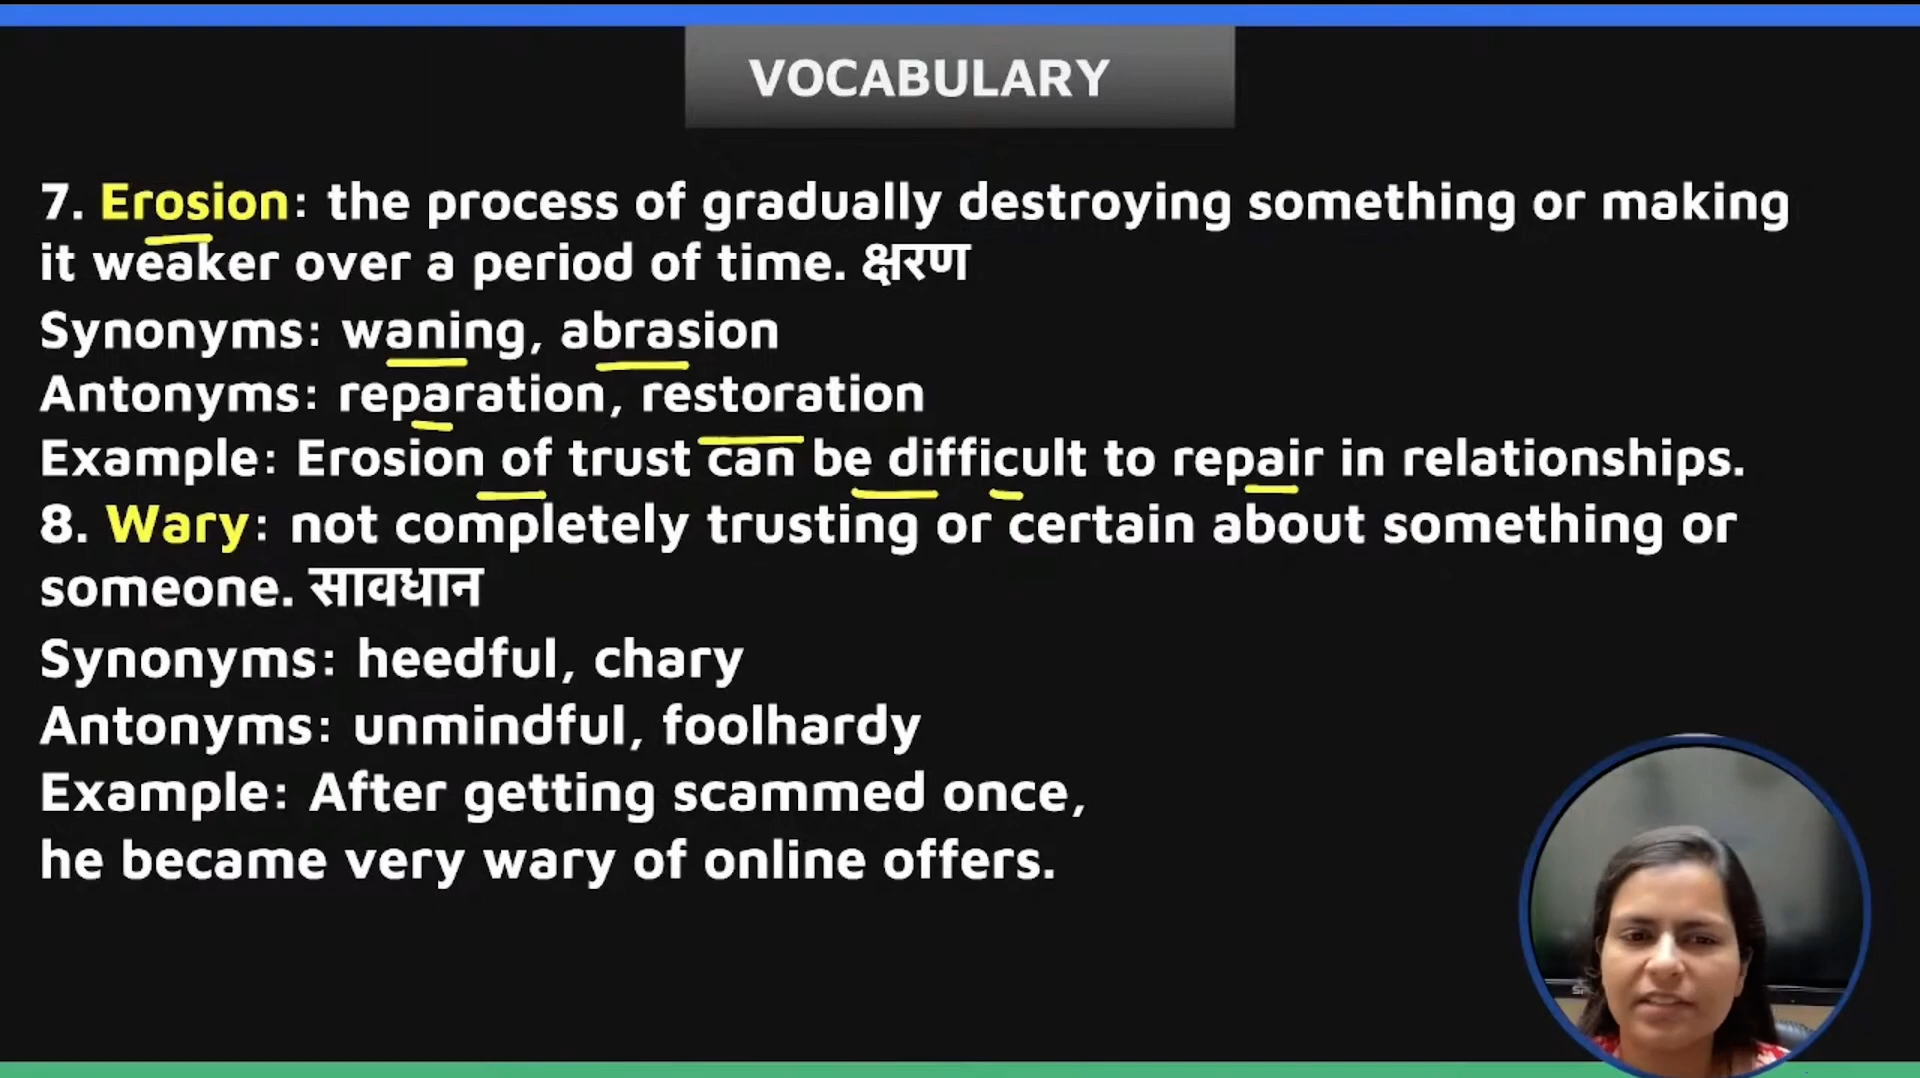 VOCABULARY
7. Erosion: the process of gradually destroying something or making
it weaker over a period of time. क्षरण
Synonyms: waning, abrasion
Antonyms: reparation, restoration
Example: Erosion of trust can be difficult to repair in relationships.
8. Wary: not completely trusting or certain about something or
someone. सावधान
Synonyms: heedful, chary
Antonyms: unmindful, foolhardy
Example: After getting scammed once,
he became very wary of online offers.